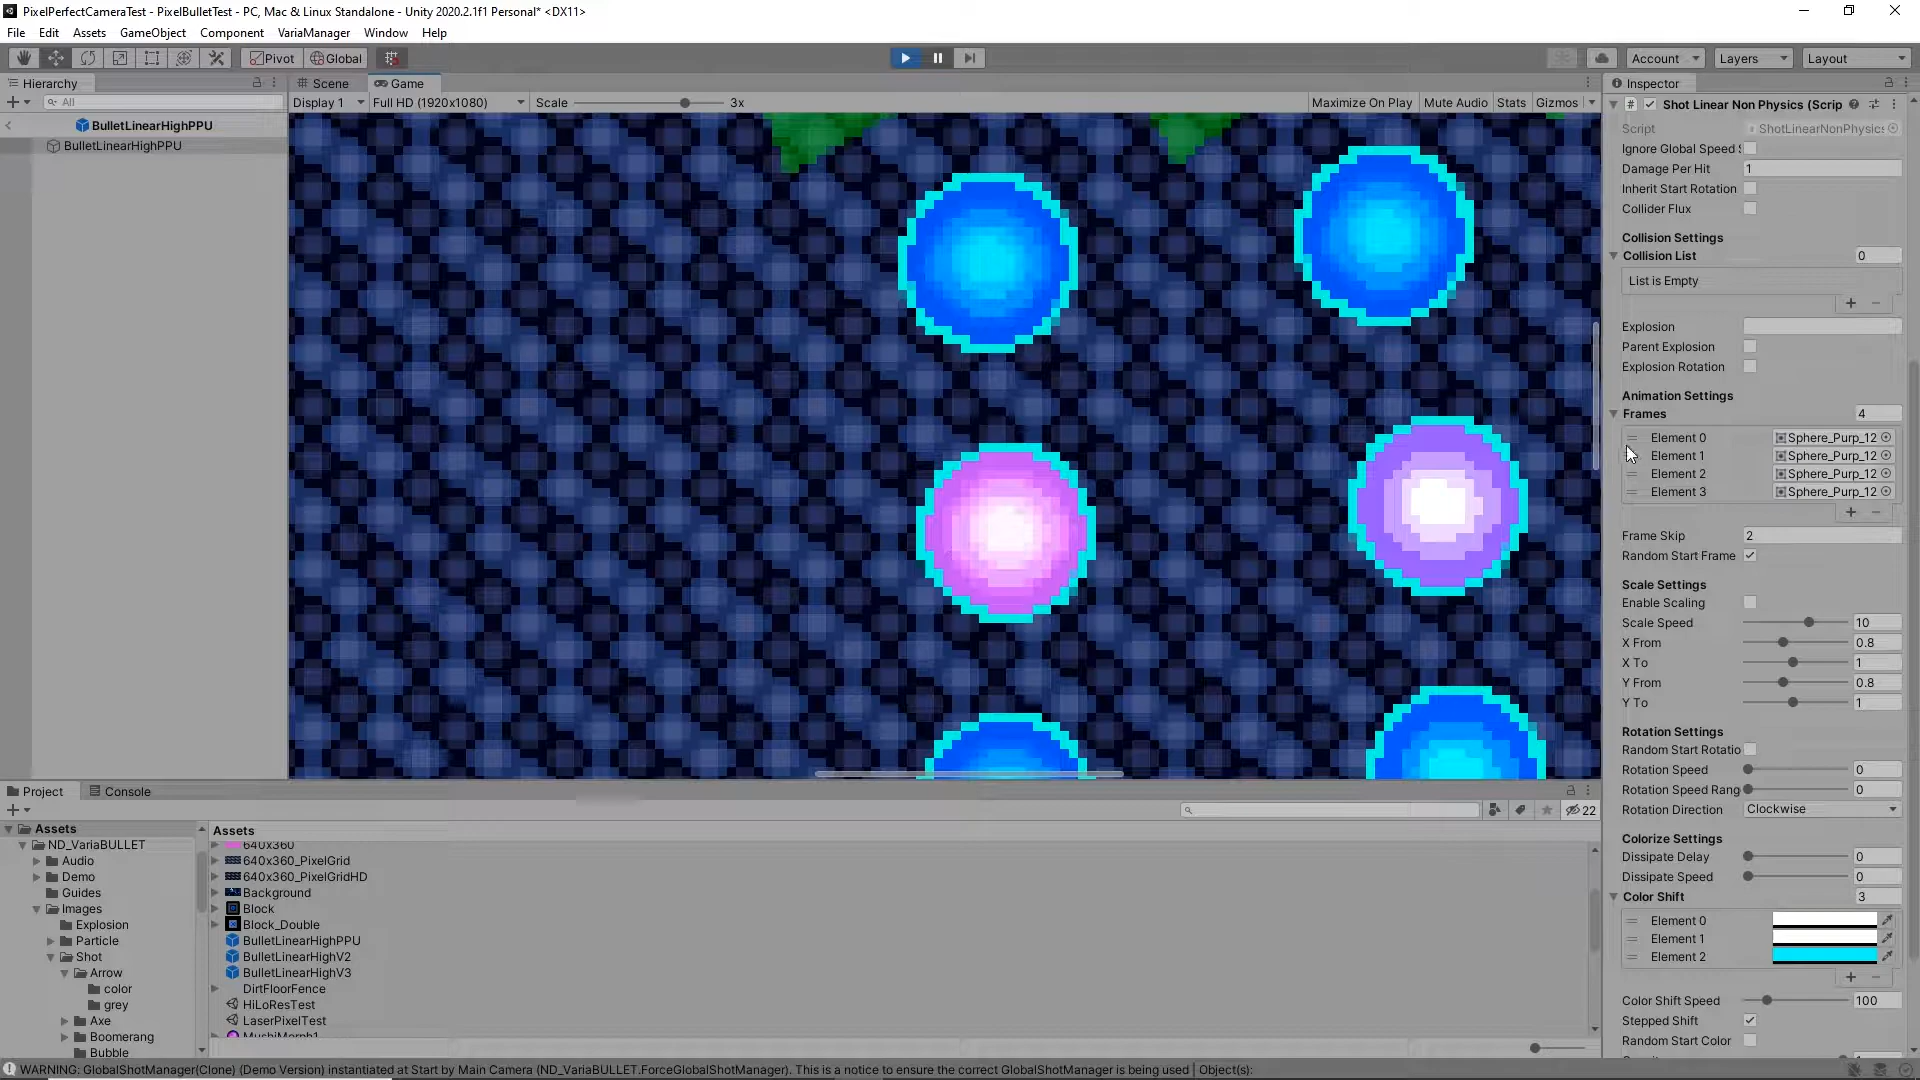 PixelPerfectCameraTest - PixelBulletTest - PC, Mac & Linux Standalone - Unity 2020.2.1f1 Personal* <DX11>
File Edit Assets GameObject Component VariaManager Window Help
Pivot Global Account Layers Layout
Hierarchy
All
BulletLinearHighPPU
BulletLinearHighPPU
Scene Game
Display 1 Full HD (1920x1080) Scale 3x Maximize On Play Mute Audio Stats Gizmos
Inspector
Shot Linear Non Physics (Scrip
Script ShotLinearNonPhysic
Ignore Global Speed
Damage Per Hit 1
Inherit Start Rotation
Collider Flux
Collision Settings
Collision List 0
List is Empty
Explosion
Parent Explosion
Explosion Rotation
Animation Settings
Frames 4
Element 0 Sphere_Purp_12
Element 1 Sphere_Purp_12
Element 2 Sphere_Purp_12
Element 3 Sphere_Purp_12
Frame Skip 2
Random Start Frame
Scale Settings
Enable Scaling
Scale Speed 10
X From 0.8
X To 1
Y From 0.8
Y To 1
Rotation Settings
Random Start Rotatio
Rotation Speed 0
Rotation Speed Rang 0
Rotation Direction Clockwise
Colorize Settings
Dissipate Delay 0
Dissipate Speed 0
Color Shift 3
Element 0
Element 1
Element 2
Color Shift Speed 100
Stepped Shift
Random Start Color
Project Console
22
Assets
ND_VariaBULLET
Audio
Demo
Guides
Images
Explosion
Particle
Shot
Arrow
color
grey
Axe
Boomerang
Bubble
Assets
640x360
640x360_PixelGrid
640x360_PixelGridHD
Background
Block
Block_Double
BulletLinearHighPPU
BulletLinearHighV2
BulletLinearHighV3
DirtFloorFence
HiLoResTest
LaserPixelTest
MushiMorph1
WARNING: GlobalShotManager(Clone) (Demo Version) instantiated at Start by Main Camera (ND_VariaBULLET.ForceGlobalShotManager). This is a notice to ensure the correct GlobalShotManager is being used | Object(s):